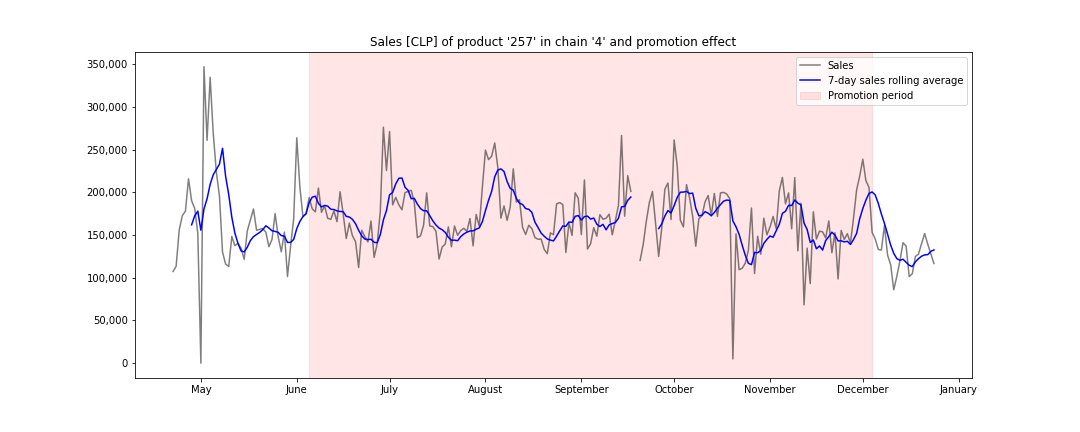 Sales [CLP] of product '257' in chain '4' and promotion effect
350,000
300,000
250,000
200,000
150,000
100,000
50,000
0
Sales
7-day sales rolling average
Promotion period
May June July August September October November December January